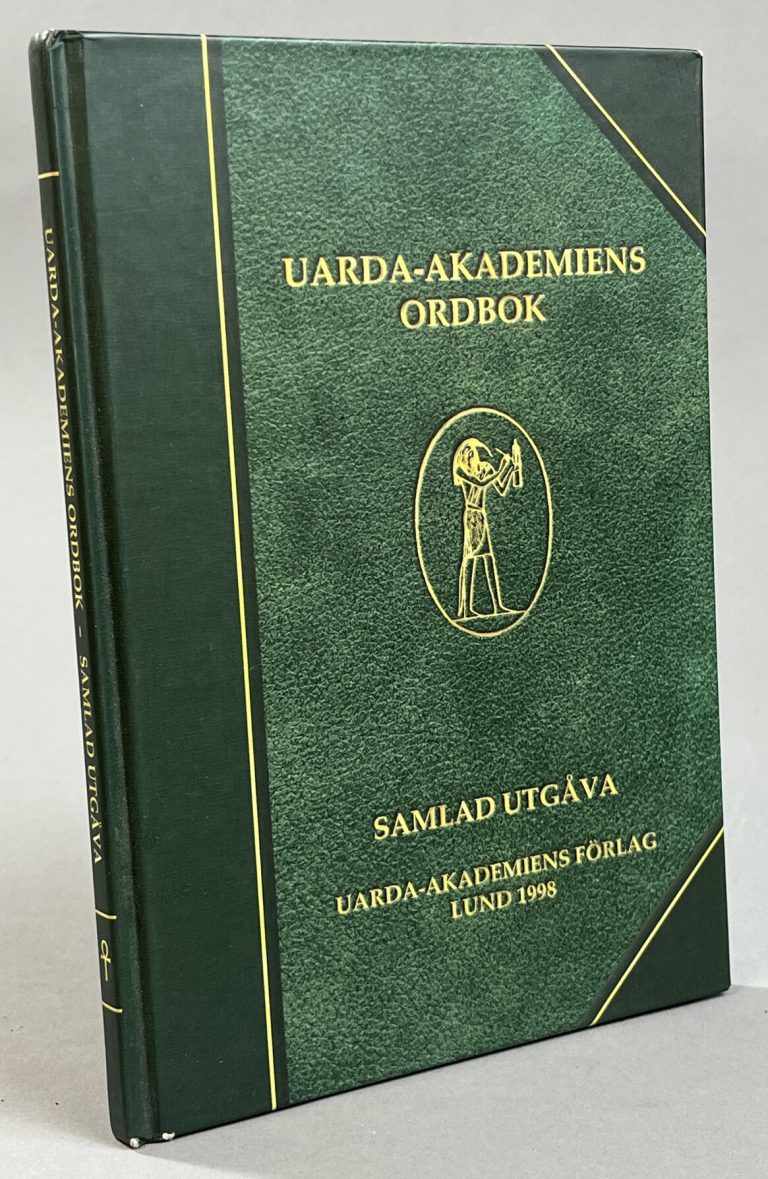 UARDA-AKADEMIENS
ORDBOK
SAMLAD UTGÅVA
UARDA-AKADEMIENS FÖRLAG
LUND 1998
UARDA-AKADEMIENS ORDBOK - SAMLAD UTGÅVA